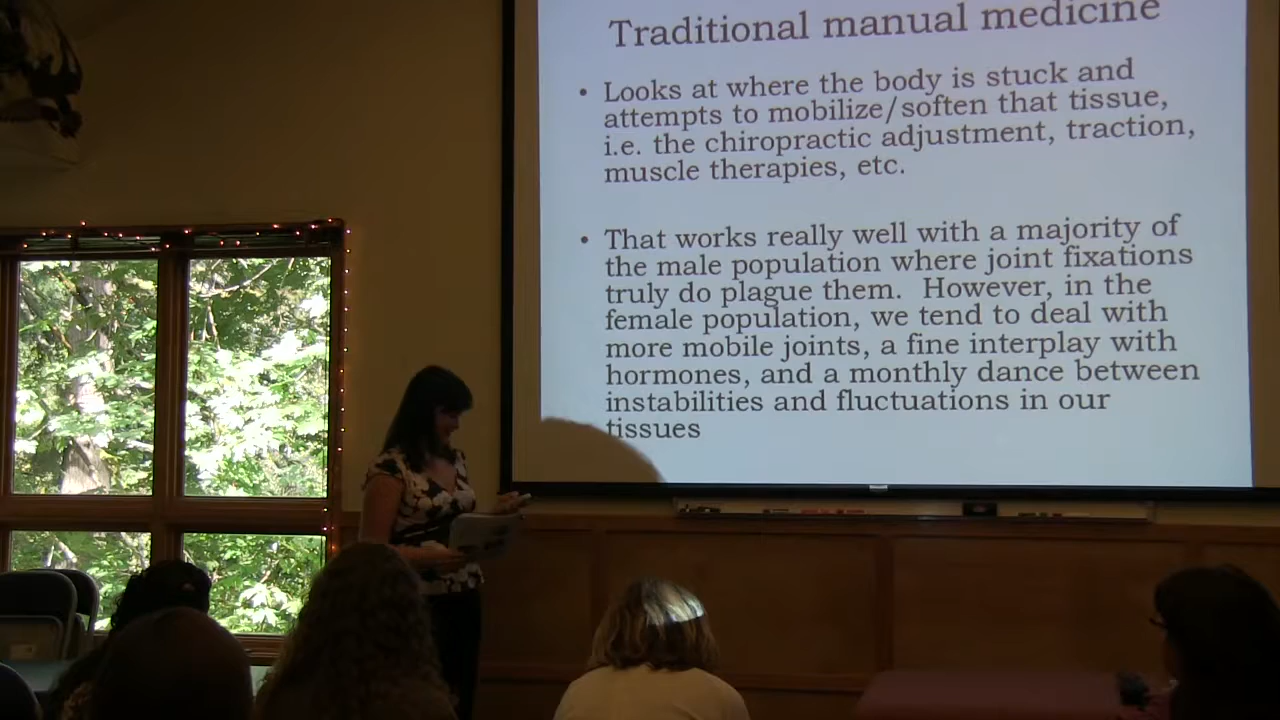 Traditional manual medicine
• Looks at where the body is stuck and
attempts to mobilize/soften that tissue,
i.e. the chiropractic adjustment, traction,
muscle therapies, etc.
• That works really well with a majority of
the male population where joint fixations
truly do plague them.  However, in the
female population, we tend to deal with
more mobile joints, a fine interplay with
hormones, and a monthly dance between
instabilities and fluctuations in our
tissues